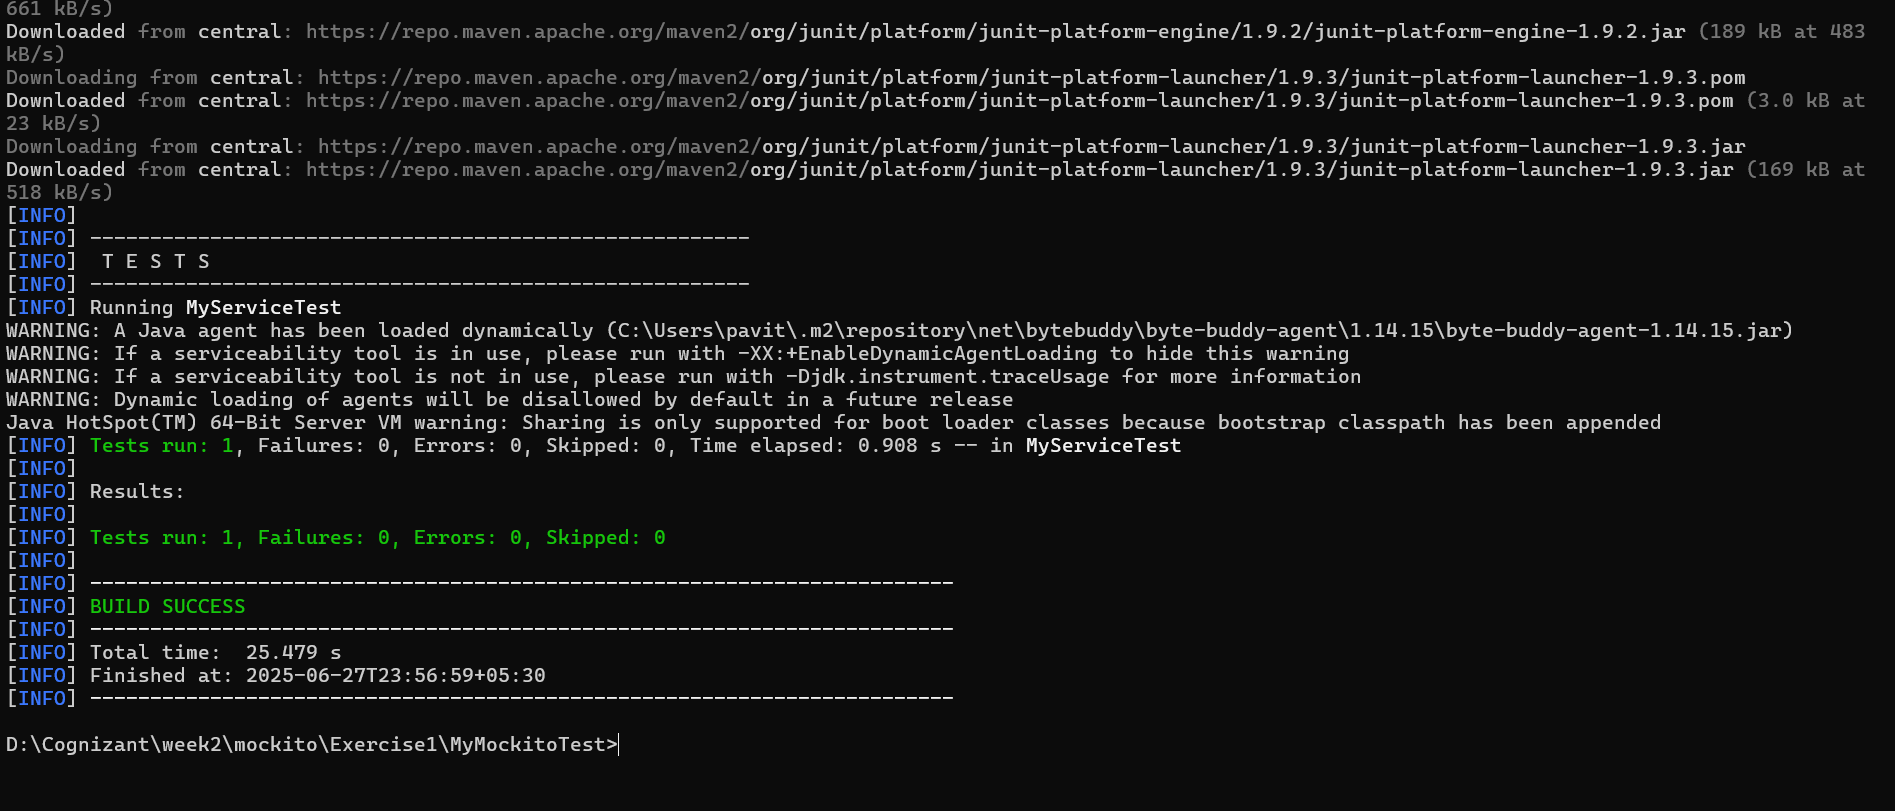 661 kB/s)
Downloaded from central: https://repo.maven.apache.org/maven2/org/junit/platform/junit-platform-engine/1.9.2/junit-platform-engine-1.9.2.jar (189 kB at 483
kB/s)
Downloading from central: https://repo.maven.apache.org/maven2/org/junit/platform/junit-platform-launcher/1.9.3/junit-platform-launcher-1.9.3.pom
Downloaded from central: https://repo.maven.apache.org/maven2/org/junit/platform/junit-platform-launcher/1.9.3/junit-platform-launcher-1.9.3.pom (3.0 kB at
23 kB/s)
Downloading from central: https://repo.maven.apache.org/maven2/org/junit/platform/junit-platform-launcher/1.9.3/junit-platform-launcher-1.9.3.jar
Downloaded from central: https://repo.maven.apache.org/maven2/org/junit/platform/junit-platform-launcher/1.9.3/junit-platform-launcher-1.9.3.jar (169 kB at
518 kB/s)
[INFO]
[INFO] -------------------------------------------------------
[INFO]  T E S T S
[INFO] -------------------------------------------------------
[INFO] Running MyServiceTest
WARNING: A Java agent has been loaded dynamically (C:\Users\pavit\.m2\repository\net\bytebuddy\byte-buddy-agent\1.14.15\byte-buddy-agent-1.14.15.jar)
WARNING: If a serviceability tool is in use, please run with -XX:+EnableDynamicAgentLoading to hide this warning
WARNING: If a serviceability tool is not in use, please run with -Djdk.instrument.traceUsage for more information
WARNING: Dynamic loading of agents will be disallowed by default in a future release
Java HotSpot(TM) 64-Bit Server VM warning: Sharing is only supported for boot loader classes because bootstrap classpath has been appended
[INFO] Tests run: 1, Failures: 0, Errors: 0, Skipped: 0, Time elapsed: 0.908 s -- in MyServiceTest
[INFO]
[INFO] Results:
[INFO]
[INFO] Tests run: 1, Failures: 0, Errors: 0, Skipped: 0
[INFO]
[INFO] ------------------------------------------------------------------------
[INFO] BUILD SUCCESS
[INFO] ------------------------------------------------------------------------
[INFO] Total time:  25.479 s
[INFO] Finished at: 2025-06-27T23:56:59+05:30
[INFO] ------------------------------------------------------------------------
D:\Cognizant\week2\mockito\Exercise1\MyMockitoTest>